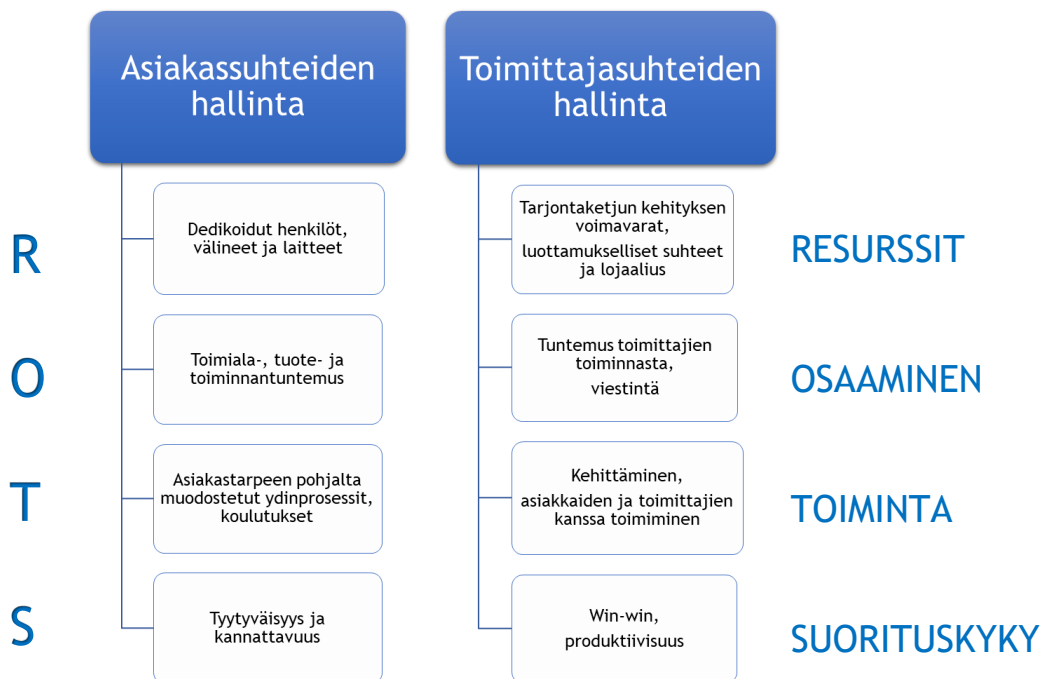 Asiakassuhteiden
hallinta
Toimittajasuhteiden
hallinta
R
Dedikoidut henkilöt,
välineet ja laitteet
Tarjontaketjun kehityksen
voimavarat,
luottamukselliset suhteet
ja lojaalius
RESURSSIT
O
Toimiala-, tuote- ja
toiminnantuntemus
Tuntemus toimittajien
toiminnasta,
viestintä
OSAAMINEN
T
Asiakastarpeen pohjalta
muodostetut ydinprosessit,
koulutukset
Kehittäminen,
asiakkaiden ja toimittajien
kanssa toimiminen
TOIMINTA
S
Tyytyväisyys ja
kannattavuus
Win-win,
produktiivisuus
SUORITUSKYKY